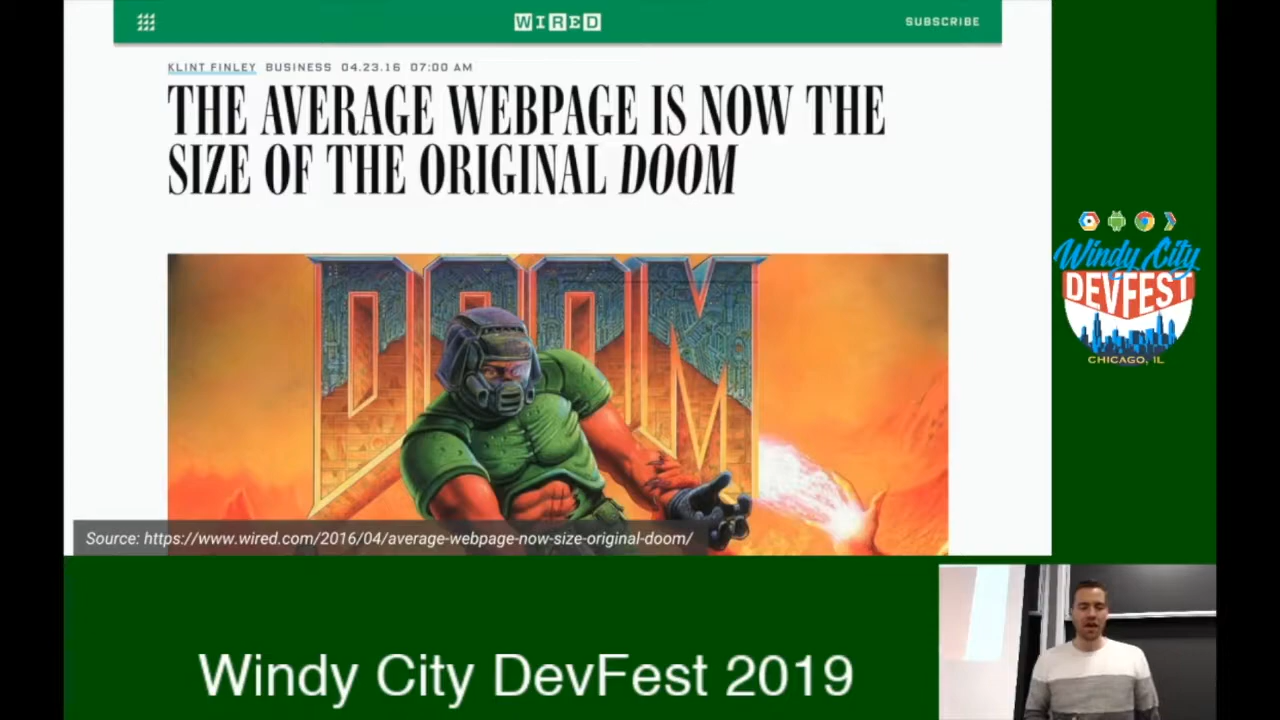 WIRED
SUBSCRIBE
KLINT FINLEY BUSINESS 04.23.16 07:00 AM
THE AVERAGE WEBPAGE IS NOW THE
SIZE OF THE ORIGINAL DOOM
DOOM
Source: https://www.wired.com/2016/04/average-webpage-now-size-original-doom/
Windy City
DEVFEST
CHICAGO, IL
Windy City DevFest 2019